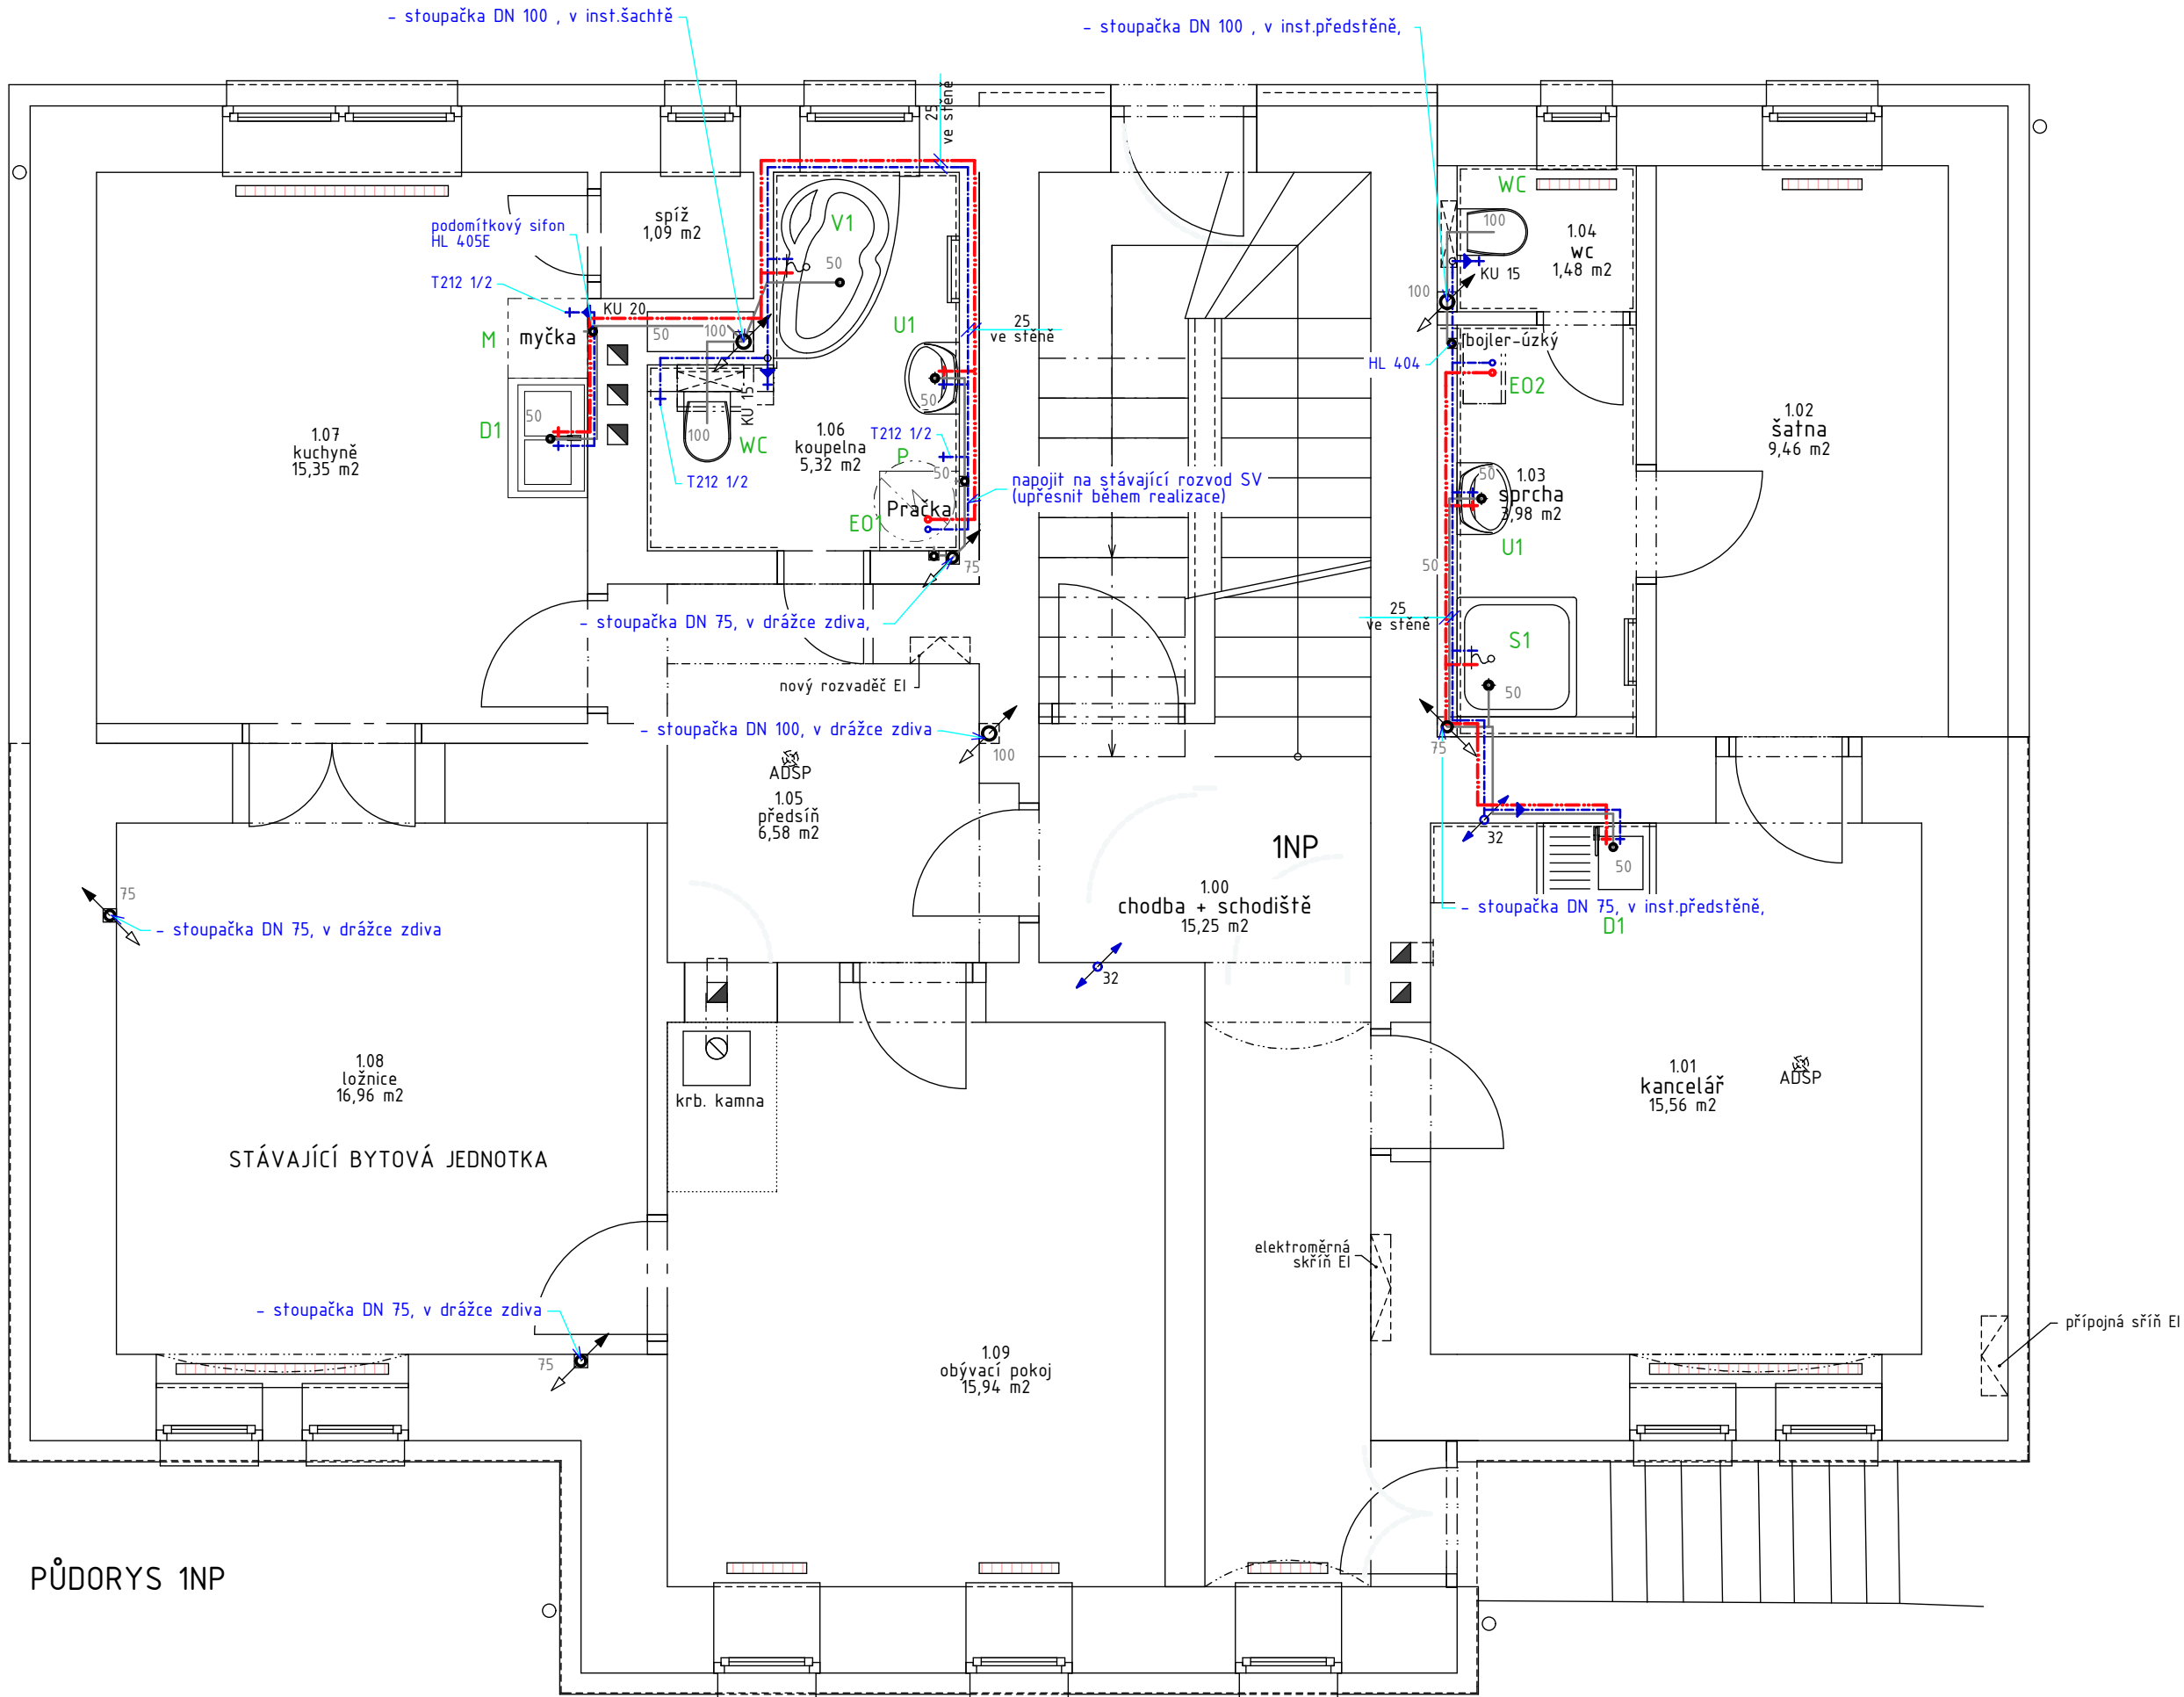 - stoupačka DN 100 , v inst.šachtě
- stoupačka DN 100 , v inst.předstěně,
25
ve stěně
spíž
1,09 m2
podomítkový sifon
HL 405E
T212 1/2
KU 20
V1
50
WC
100
1.04
WC
1,48 m2
KU 15
100
M
myčka
50
100
U1
25
ve stěně
bojler-úzký
HL 404
EO2
D1
50
1.07
kuchyně
15,35 m2
KU 15
50
100
WC
1.06
koupelna
5,32 m2
T212 1/2
P
50
T212 1/2
napojit na stávající rozvod SV
(upřesnit během realizace)
Pračka
EO1
75
1.02
šatna
9,46 m2
1.03
sprcha
3,98 m2
50
U1
50
25
ve stěně
S1
50
- stoupačka DN 75, v drážce zdiva,
nový rozvaděč El
- stoupačka DN 100, v drážce zdiva
100
ADSP
1.05
předsíň
6,58 m2
75
32
50
1NP
1.00
chodba + schodiště
15,25 m2
- stoupačka DN 75, v inst.předstěně,
D1
75
- stoupačka DN 75, v drážce zdiva
32
1.08
ložnice
16,96 m2
krb. kamna
1.01
kancelář
15,56 m2
ADSP
STÁVAJÍCÍ BYTOVÁ JEDNOTKA
elektroměrná
skříň El
- stoupačka DN 75, v drážce zdiva
75
přípojná sříň El
1.09
obývací pokoj
15,94 m2
PŮDORYS 1NP